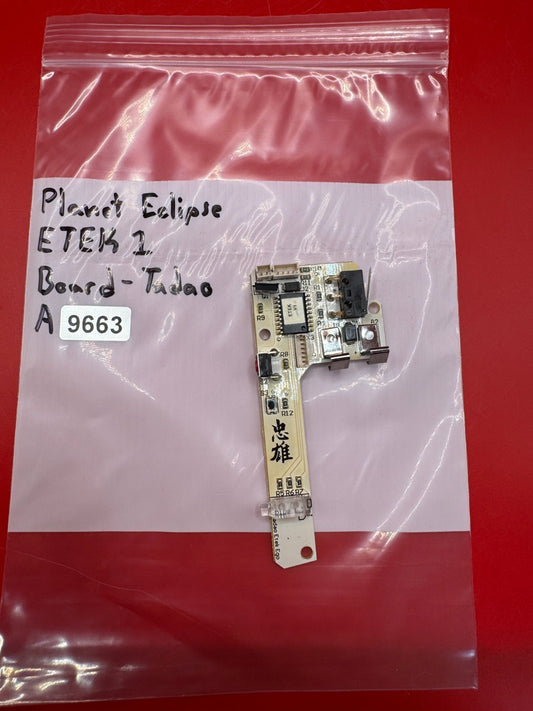 Planet Eclipse
ETEK 1
Board - Tadao
A 9663
R9
R8
R12
忠
雄
R5 R6 R7